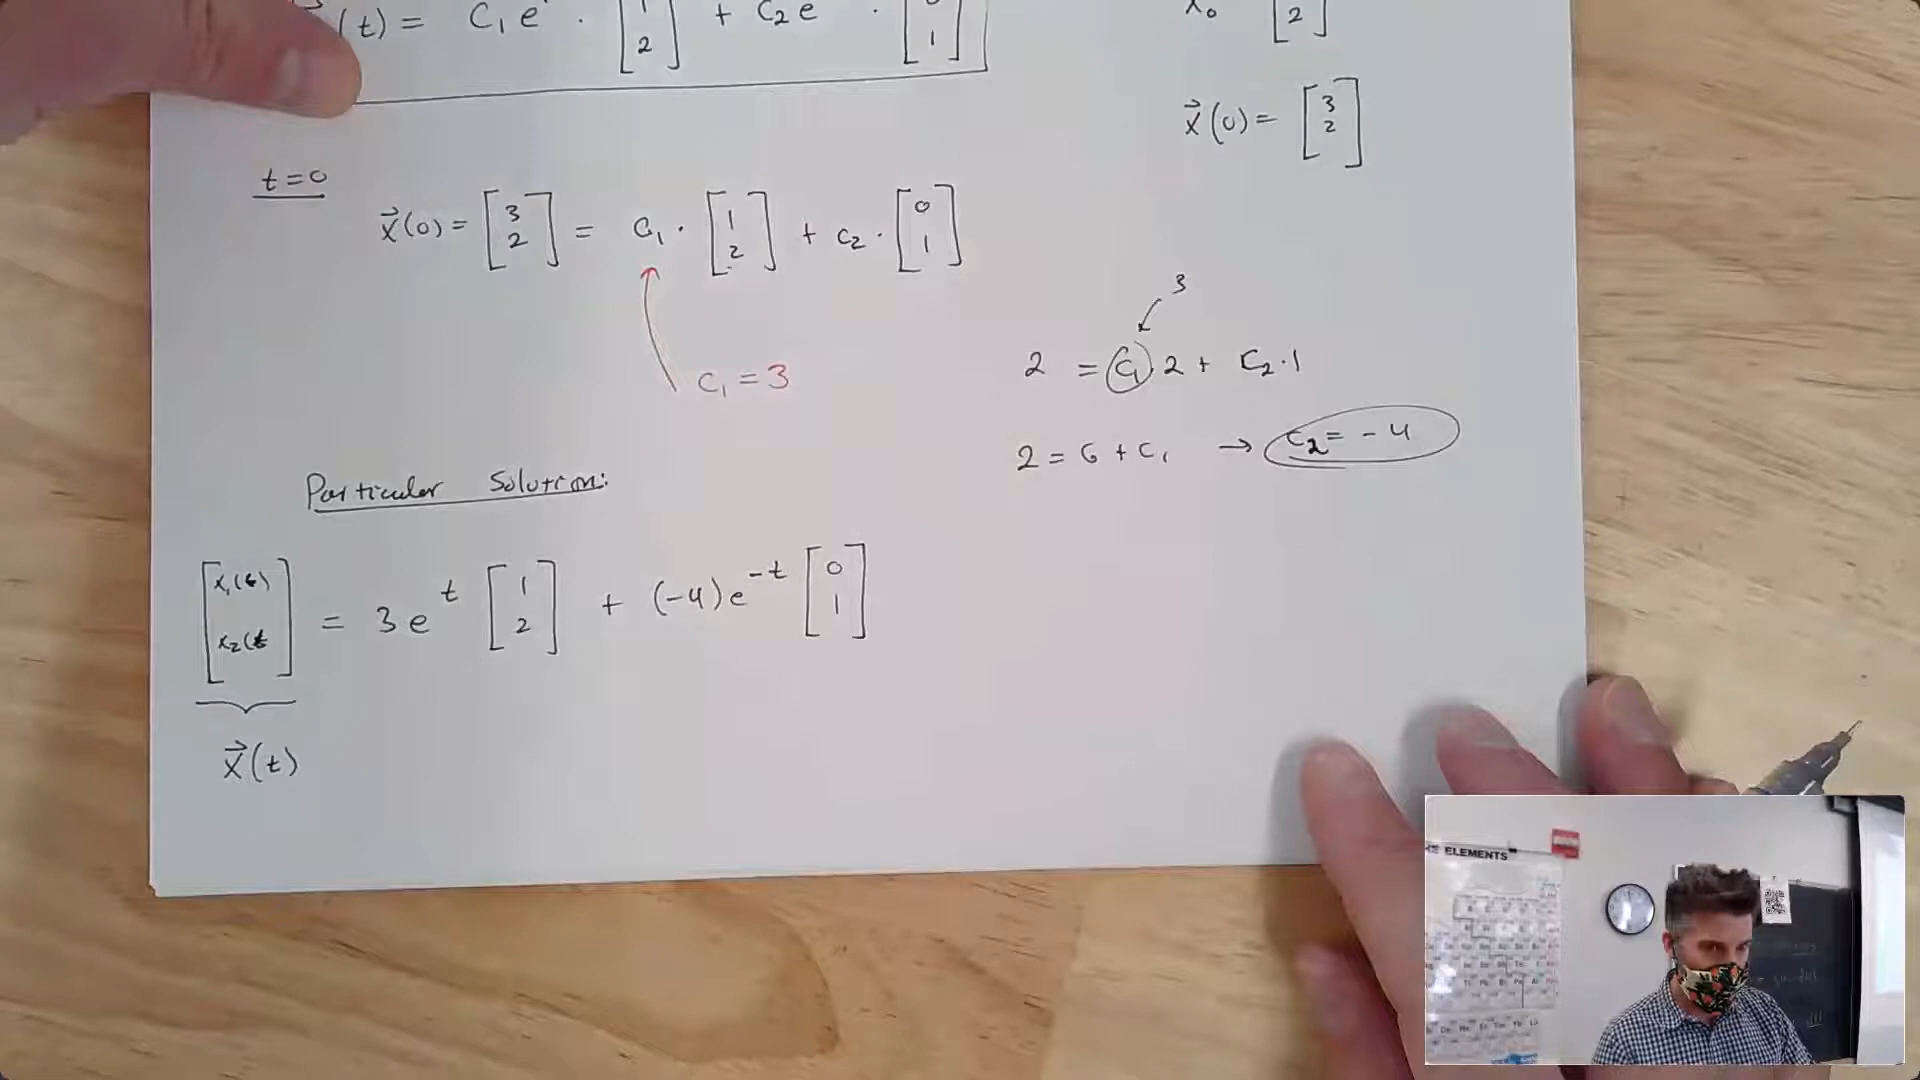 (t) = C₁ e · [1 2] + C₂ e · [0 1]
x₀ [2]
x⃗(0) = [3 2]
t=0
x⃗(0) = [3 2] = C₁ · [1 2] + C₂ · [0 1]
3
C₁ = 3
2 = C₁ 2 + C₂ · 1
2 = 6 + C₁ → C₂ = -4
Particular Solution:
[x₁(t) x₂(t] = 3e^t [1 2] + (-4)e^-t [0 1]
x⃗(t)
ELEMENTS